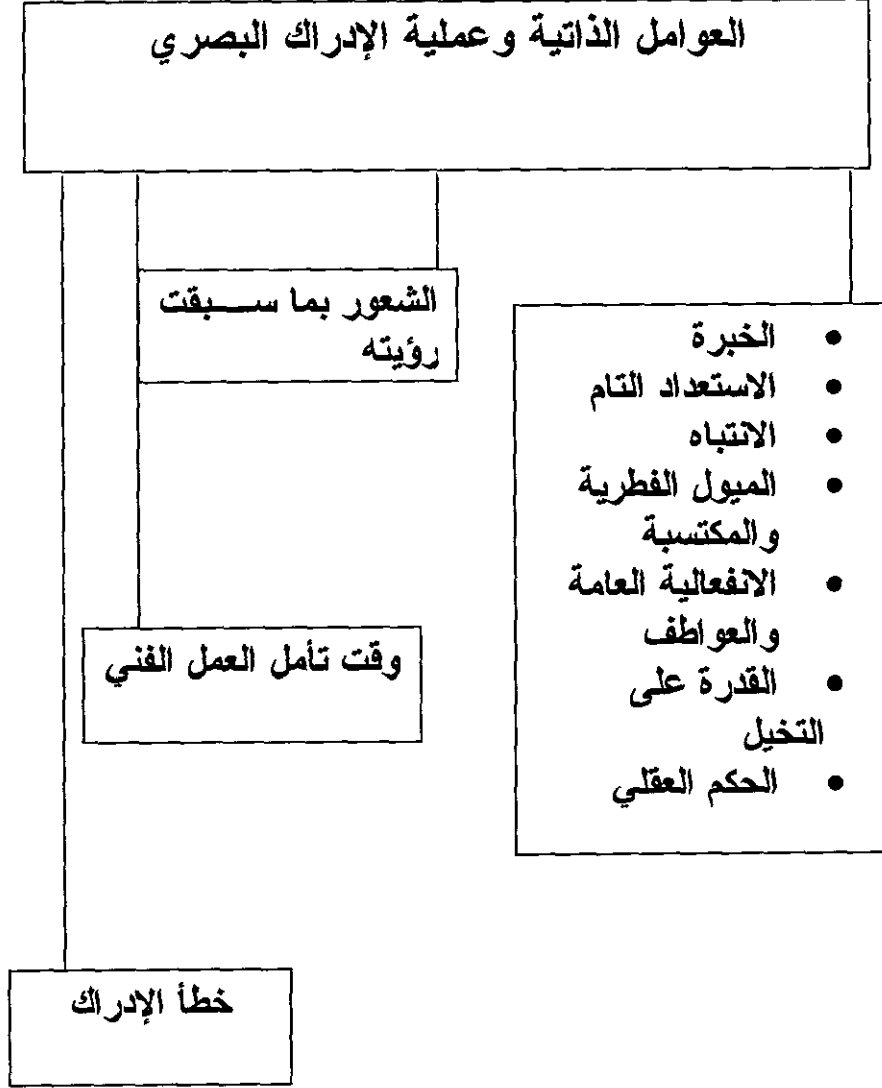 العوامل الذاتية وعملية الإدراك البصري
الشعور بما ســـبقت
رؤيته
• الخبرة
• الاستعداد التام
• الانتباه
• الميول الفطرية
والمكتسبة
• الانفعالية العامة
والعواطف
• القدرة على
التخيل
• الحكم العقلي
وقت تأمل العمل الفني
خطأ الإدراك